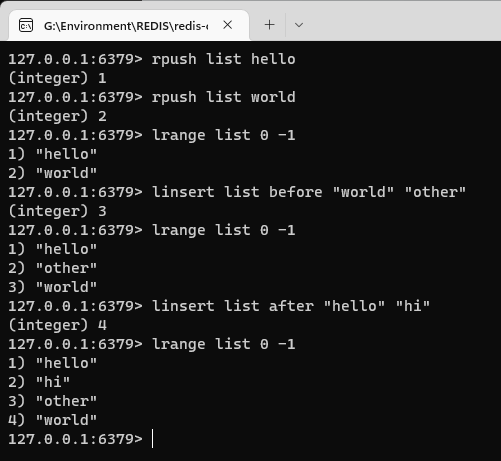 G:\Environment\REDIS\redis-c
127.0.0.1:6379> rpush list hello
(integer) 1
127.0.0.1:6379> rpush list world
(integer) 2
127.0.0.1:6379> lrange list 0 -1
1) "hello"
2) "world"
127.0.0.1:6379> linsert list before "world" "other"
(integer) 3
127.0.0.1:6379> lrange list 0 -1
1) "hello"
2) "other"
3) "world"
127.0.0.1:6379> linsert list after "hello" "hi"
(integer) 4
127.0.0.1:6379> lrange list 0 -1
1) "hello"
2) "hi"
3) "other"
4) "world"
127.0.0.1:6379>